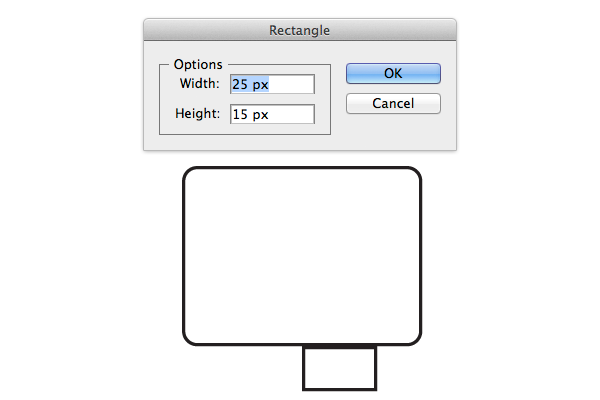 Rectangle
Options
Width: 25 px
Height: 15 px
OK
Cancel